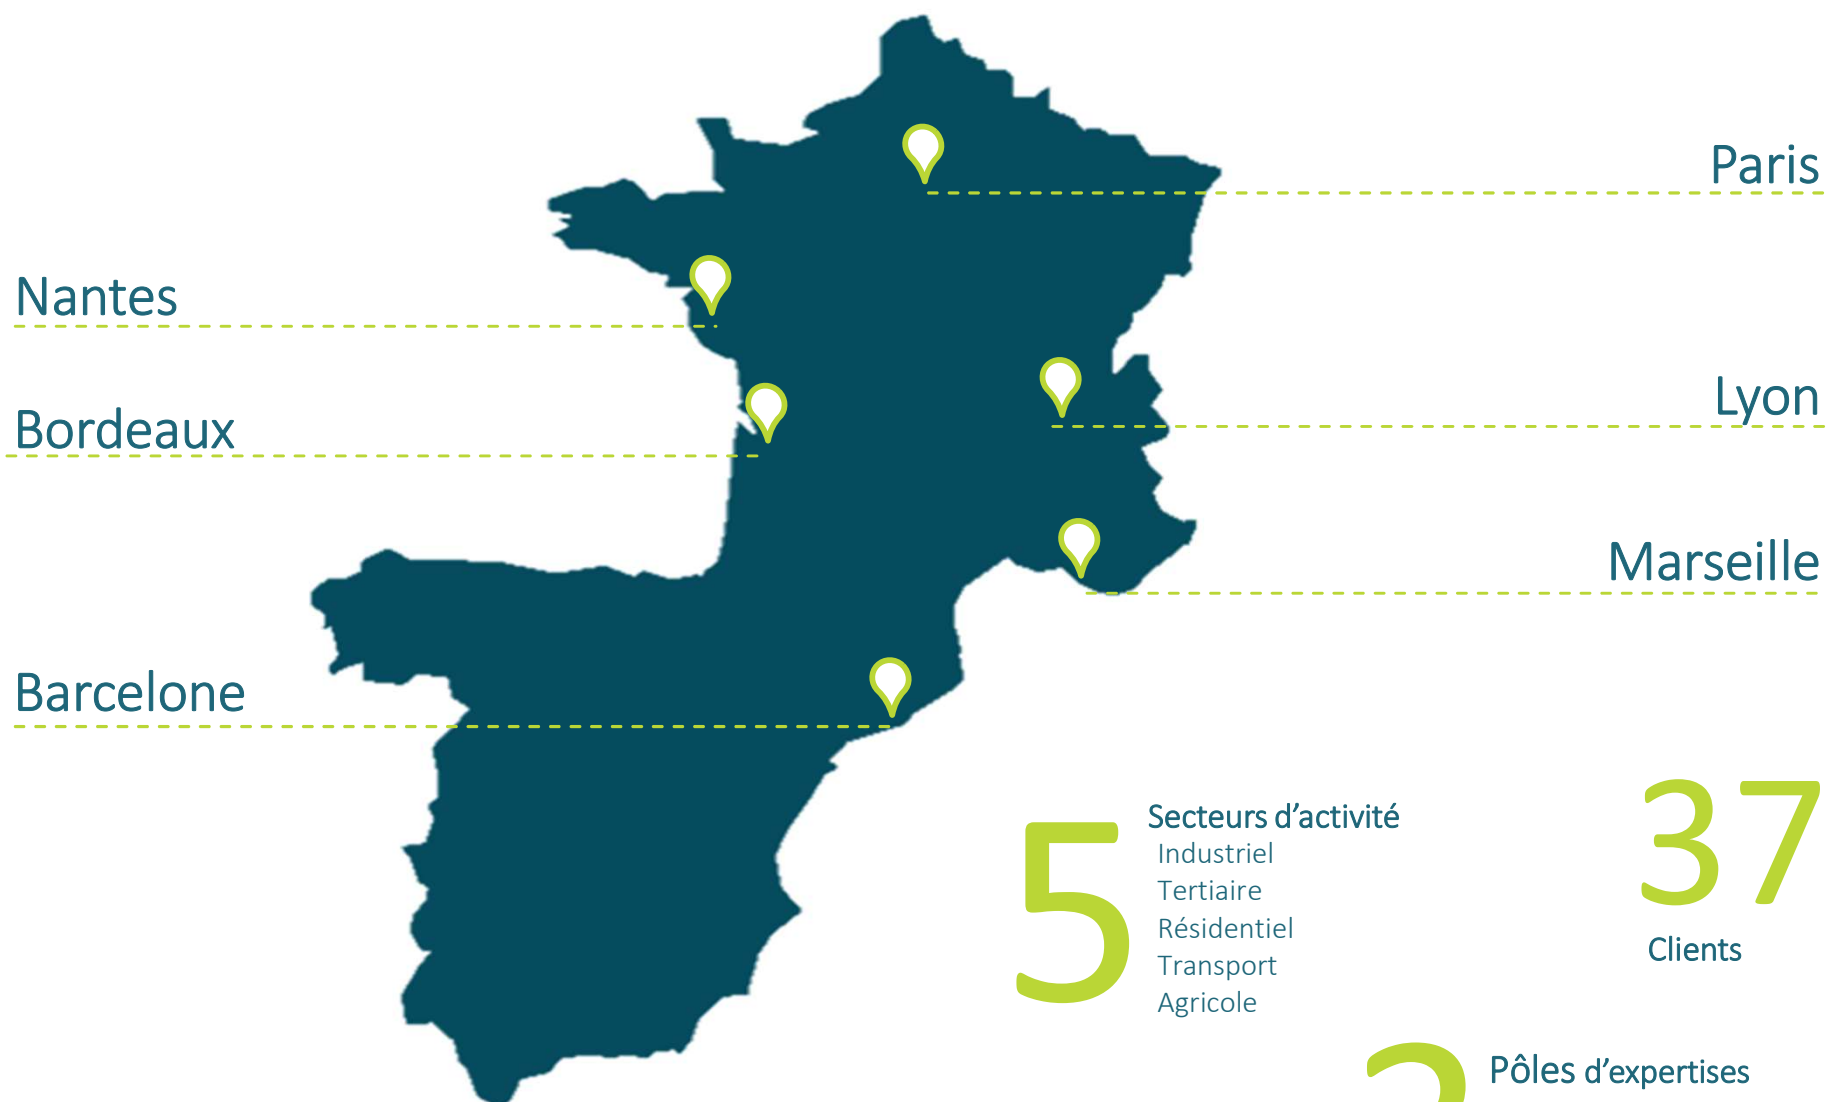 Paris
Nantes
Lyon
Bordeaux
Marseille
Barcelone
5
Secteurs d’activité
Industriel
Tertiaire
Résidentiel
Transport
Agricole
37
Clients
Pôles d’expertises